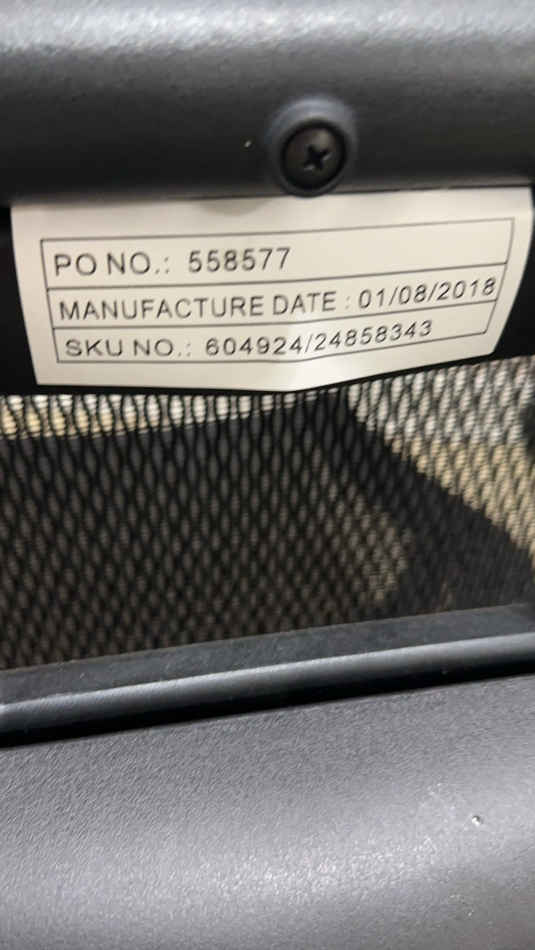 PO NO.: 558577
MANUFACTURE DATE : 01/08/2018
SKU NO.: 604924/24858343